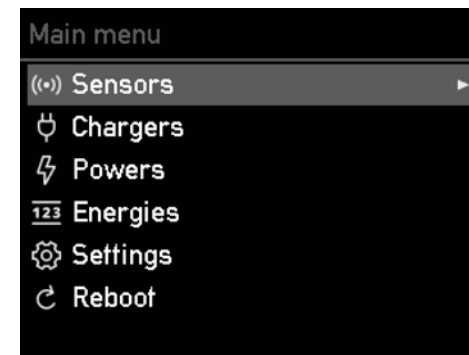 Main menu
Sensors
Chargers
Powers
123 Energies
Settings
Reboot